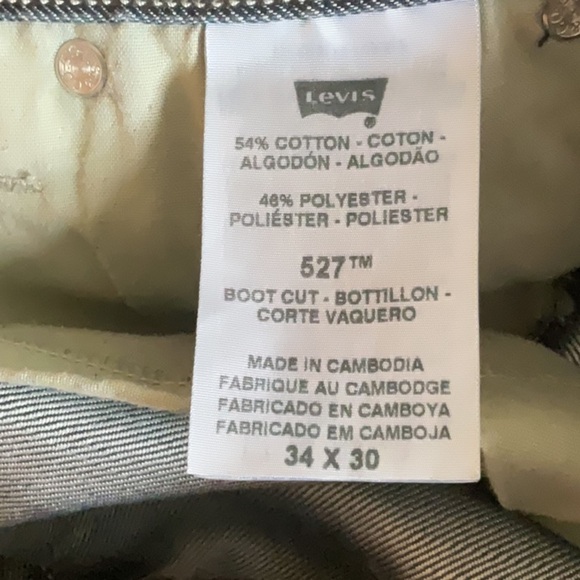 Levi's
®
54% COTTON - COTON -
ALGODÓN - ALGODÃO
46% POLYESTER -
POLIÉSTER - POLIESTER
527™
BOOT CUT - BOTTILLON -
CORTE VAQUERO
MADE IN CAMBODIA
FABRIQUE AU CAMBODGE
FABRICADO EN CAMBOYA
FABRICADO EM CAMBOJA
34 X 30